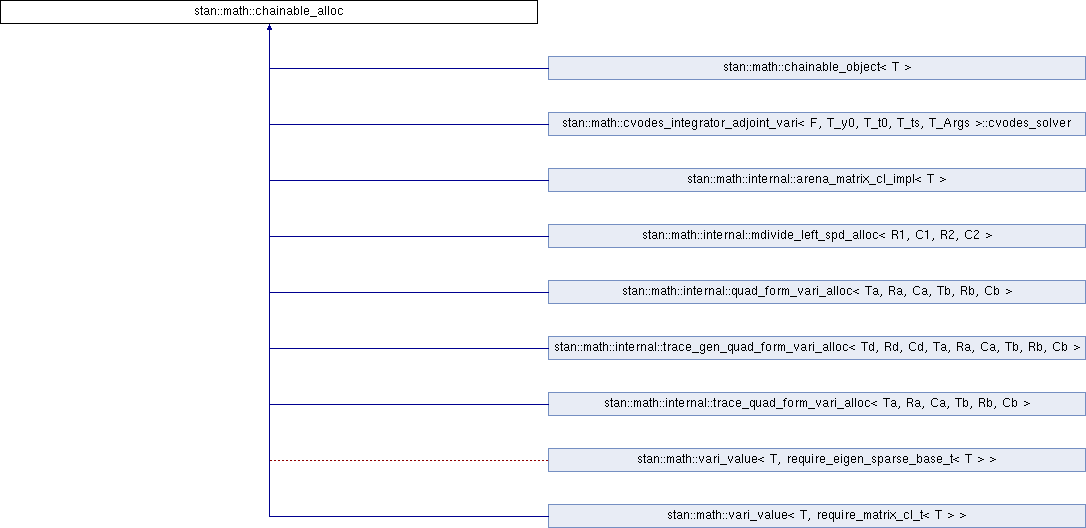 stan::math::chainable_alloc
stan::math::chainable_object< T >
stan::math::cvodes_integrator_adjoint_vari< F, T_y0, T_t0, T_ts, T_Args >::cvodes_solver
stan::math::internal::arena_matrix_cl_impl< T >
stan::math::internal::mdivide_left_spd_alloc< R1, C1, R2, C2 >
stan::math::internal::quad_form_vari_alloc< Ta, Ra, Ca, Tb, Rb, Cb >
stan::math::internal::trace_gen_quad_form_vari_alloc< Td, Rd, Cd, Ta, Ra, Ca, Tb, Rb, Cb >
stan::math::internal::trace_quad_form_vari_alloc< Ta, Ra, Ca, Tb, Rb, Cb >
stan::math::vari_value< T, require_eigen_sparse_base_t< T > >
stan::math::vari_value< T, require_matrix_cl_t< T > >